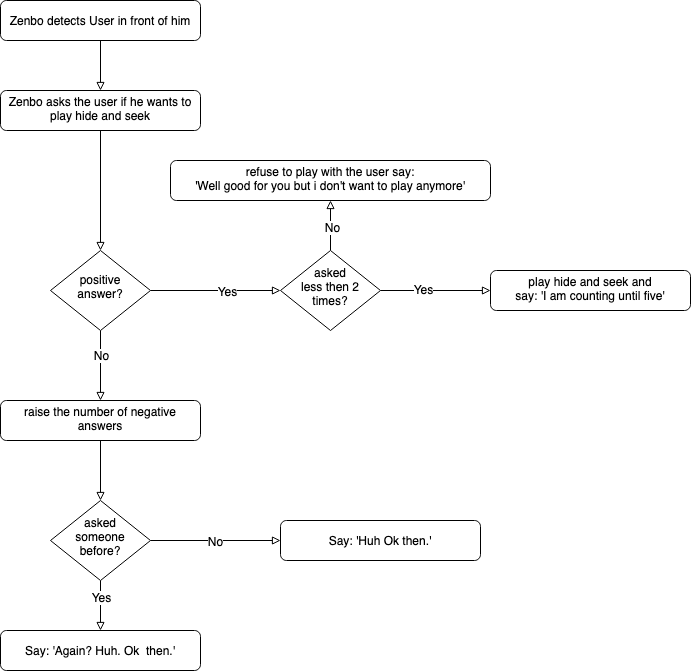 Zenbo detects User in front of him
Zenbo asks the user if he wants to
play hide and seek
refuse to play with the user say:
'Well good for you but i don't want to play anymore'
No
positive
answer?
Yes
asked
less then 2
times?
Yes
play hide and seek and
say: 'I am counting until five'
No
raise the number of negative
answers
asked
someone
before?
No
Say: 'Huh Ok then.'
Yes
Say: 'Again? Huh. Ok  then.'